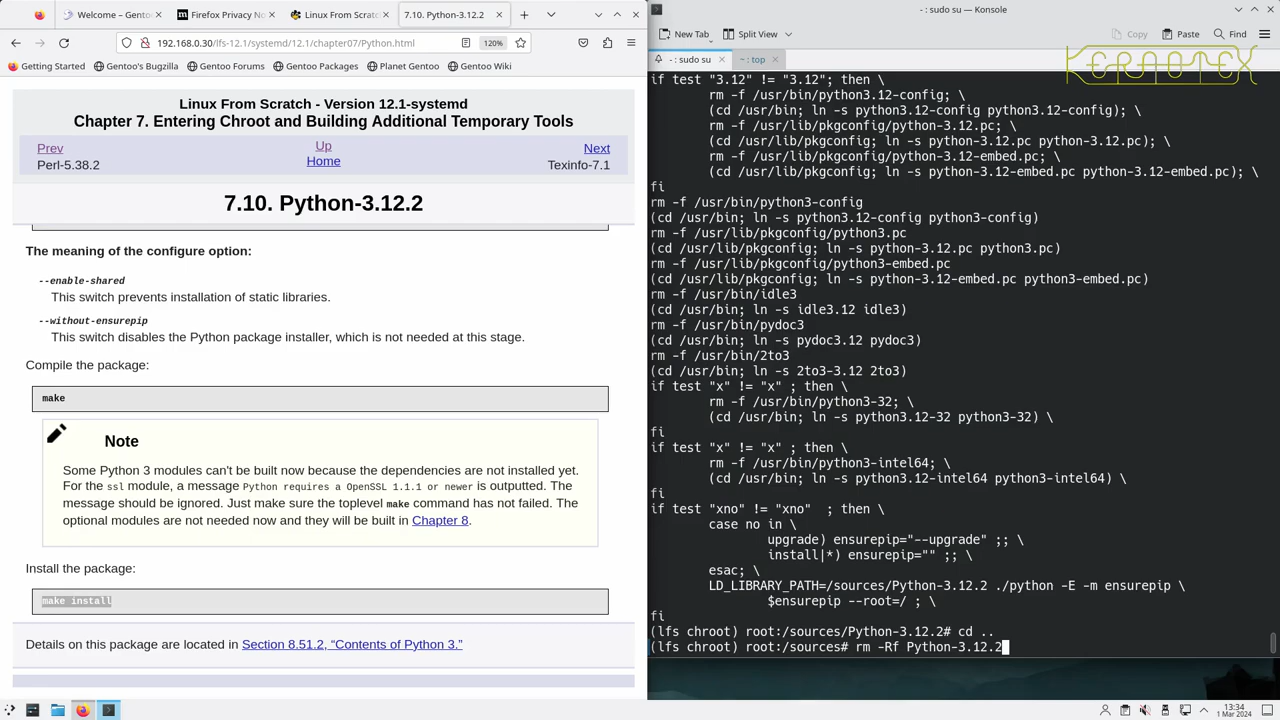 Welcome – Gento
Firefox Privacy No
Linux From Scratc
7.10. Python-3.12.2
- : sudo su — Konsole
192.168.0.30/lfs-12.1/systemd/12.1/chapter07/Python.html
120%
New Tab
Split View
Copy
Paste
Find
Getting Started
Gentoo's Bugzilla
Gentoo Forums
Gentoo Packages
Planet Gentoo
Gentoo Wiki
- : sudo su
~ : top
KERNOTEX
Linux From Scratch - Version 12.1-systemd
Chapter 7. Entering Chroot and Building Additional Temporary Tools
Prev
Up
Next
Perl-5.38.2
Home
Texinfo-7.1
7.10. Python-3.12.2
The meaning of the configure option:
--enable-shared
This switch prevents installation of static libraries.
--without-ensurepip
This switch disables the Python package installer, which is not needed at this stage.
Compile the package:
make
Note
Some Python 3 modules can't be built now because the dependencies are not installed yet.
For the ssl module, a message Python requires a OpenSSL 1.1.1 or newer is outputted. The
message should be ignored. Just make sure the toplevel make command has not failed. The
optional modules are not needed now and they will be built in Chapter 8.
Install the package:
make install
Details on this package are located in Section 8.51.2, “Contents of Python 3.”
if test "3.12" != "3.12"; then \
rm -f /usr/bin/python3.12-config; \
(cd /usr/bin; ln -s python3.12-config python3.12-config); \
rm -f /usr/lib/pkgconfig/python-3.12.pc; \
(cd /usr/lib/pkgconfig; ln -s python-3.12.pc python-3.12.pc); \
rm -f /usr/lib/pkgconfig/python-3.12-embed.pc; \
(cd /usr/lib/pkgconfig; ln -s python-3.12-embed.pc python-3.12-embed.pc); \
fi
rm -f /usr/bin/python3-config
(cd /usr/bin; ln -s python3.12-config python3-config)
rm -f /usr/lib/pkgconfig/python3.pc
(cd /usr/lib/pkgconfig; ln -s python-3.12.pc python3.pc)
rm -f /usr/lib/pkgconfig/python3-embed.pc
(cd /usr/lib/pkgconfig; ln -s python-3.12-embed.pc python3-embed.pc)
rm -f /usr/bin/idle3
(cd /usr/bin; ln -s idle3.12 idle3)
rm -f /usr/bin/pydoc3
(cd /usr/bin; ln -s pydoc3.12 pydoc3)
rm -f /usr/bin/2to3
(cd /usr/bin; ln -s 2to3-3.12 2to3)
if test "x" != "x" ; then \
rm -f /usr/bin/python3-32; \
(cd /usr/bin; ln -s python3.12-32 python3-32) \
fi
if test "x" != "x" ; then \
rm -f /usr/bin/python3-intel64; \
(cd /usr/bin; ln -s python3.12-intel64 python3-intel64) \
fi
if test "xno" != "xno"  ; then \
case no in \
upgrade) ensurepip="--upgrade" ;; \
install|*) ensurepip="" ;; \
esac; \
LD_LIBRARY_PATH=/sources/Python-3.12.2 ./python -E -m ensurepip \
$ensurepip --root=/ ; \
fi
(lfs chroot) root:/sources/Python-3.12.2# cd ..
(lfs chroot) root:/sources# rm -Rf Python-3.12.2
13:34
1 Mar 2024